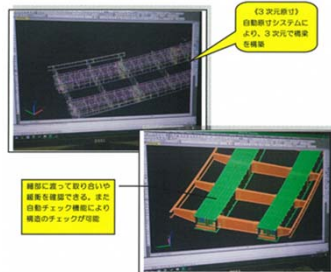 《3次元原寸》
自動原寸システムに
より、3次元で橋梁
を構築
細部に渡って取り合いや
緩衝を確認できる。また
自動チェック機能により
構造のチェックが可能